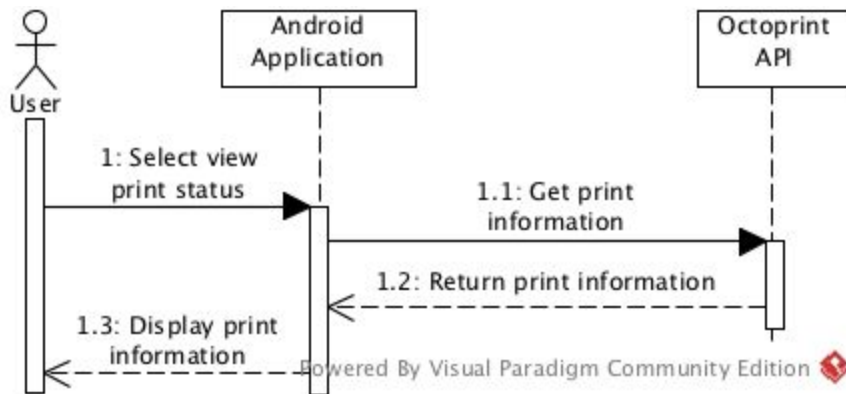 Android
Application
Octoprint
API
User
1: Select view
print status
1.1: Get print
information
1.2: Return print information
1.3: Display print
information
Powered By Visual Paradigm Community Edition